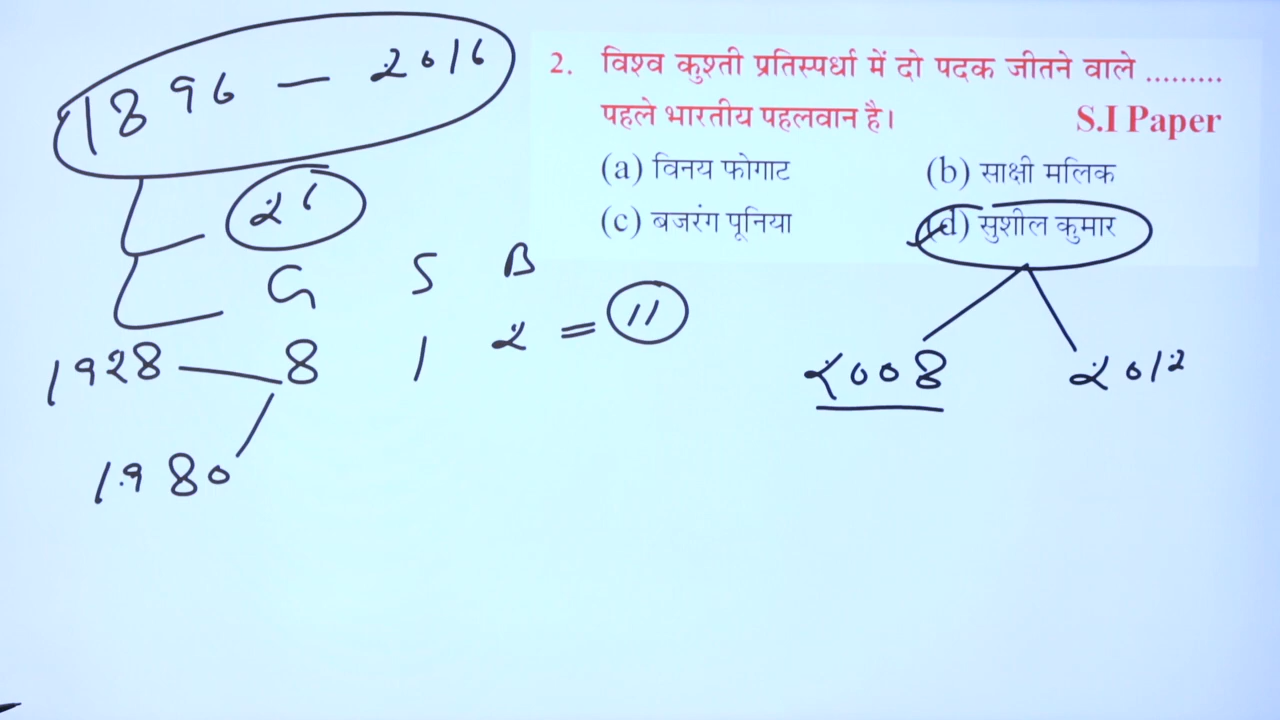 1896 - 2016
26
G S B
1928 - 8 1 2 = 11
1980
2. विश्व कुश्ती प्रतिस्पर्धा में दो पदक जीतने वाले .........
पहले भारतीय पहलवान है। S.I Paper
(a) विनय फोगाट (b) साक्षी मलिक
(c) बजरंग पूनिया (d) सुशील कुमार
2008 2012